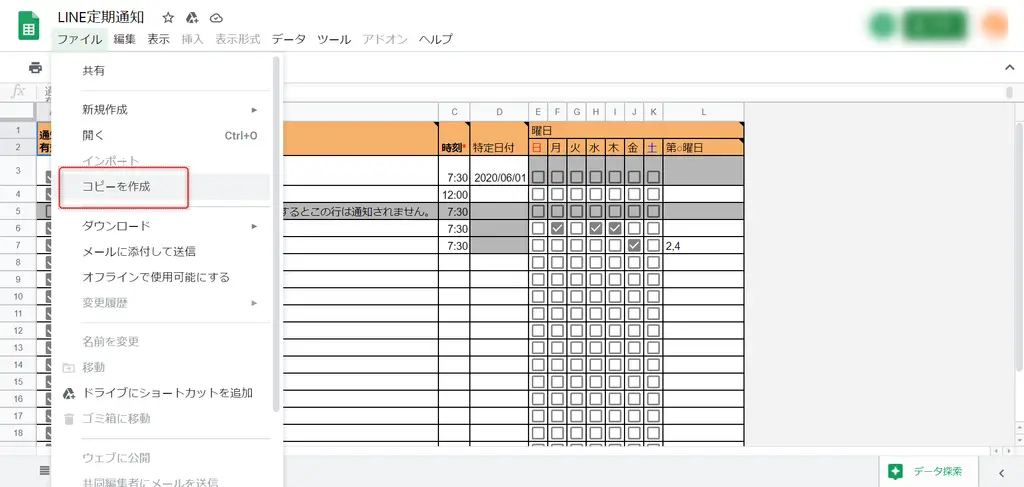 LINE定期通知
ファイル 編集 表示 挿入 表示形式 データ ツール アドオン ヘルプ
共有
新規作成
開く Ctrl+O
インポート
コピーを作成
ダウンロード
メールに添付して送信
オフラインで使用可能にする
変更履歴
名前を変更
移動
ドライブにショートカットを追加
ゴミ箱に移動
ウェブに公開
共同編集者にメールを送信
fx
C D E F G H I J K L
1 曜日
2 時刻* 特定日付 日 月 火 水 木 金 土 第○曜日
3 7:30 2020/06/01
4 12:00
5 するとこの行は通知されません。 7:30
6 7:30
7 7:30 2,4
8
9
10
11
12
13
14
15
16
17
18
データ探索